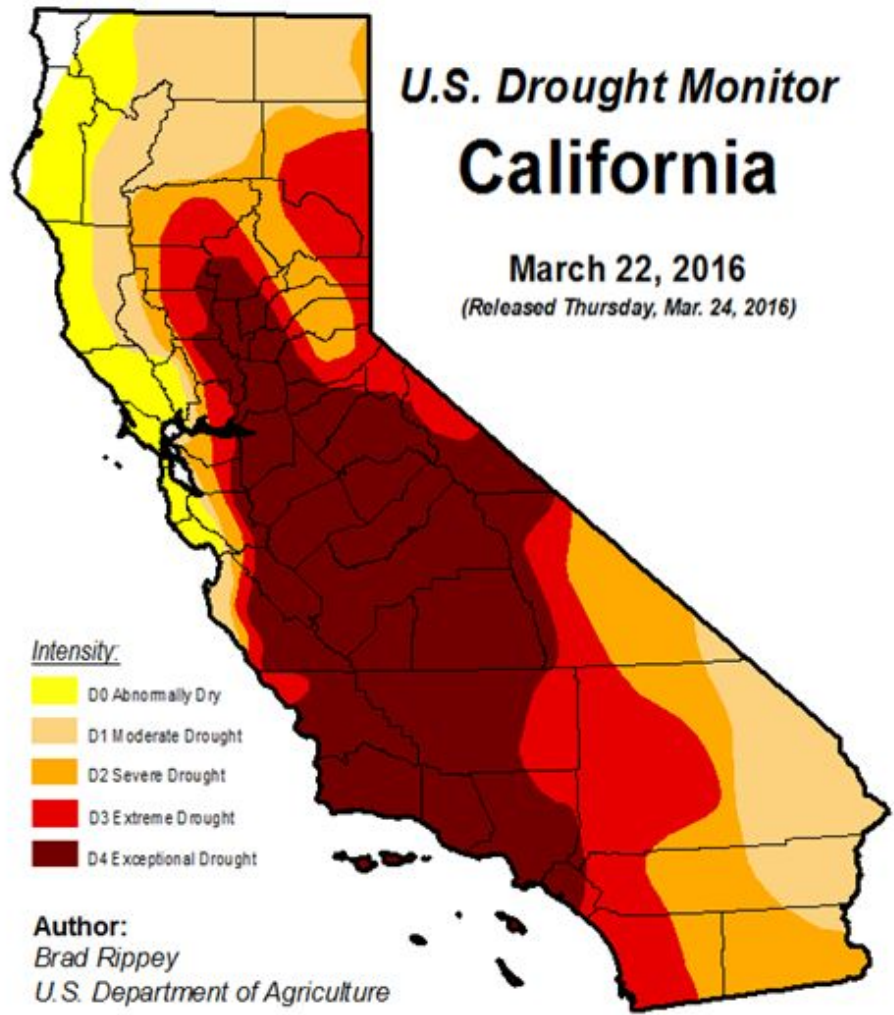 U.S. Drought Monitor
California
March 22, 2016
(Released Thursday, Mar. 24, 2016)
Intensity:
D0 Abnormally Dry
D1 Moderate Drought
D2 Severe Drought
D3 Extreme Drought
D4 Exceptional Drought
Author:
Brad Rippey
U.S. Department of Agriculture